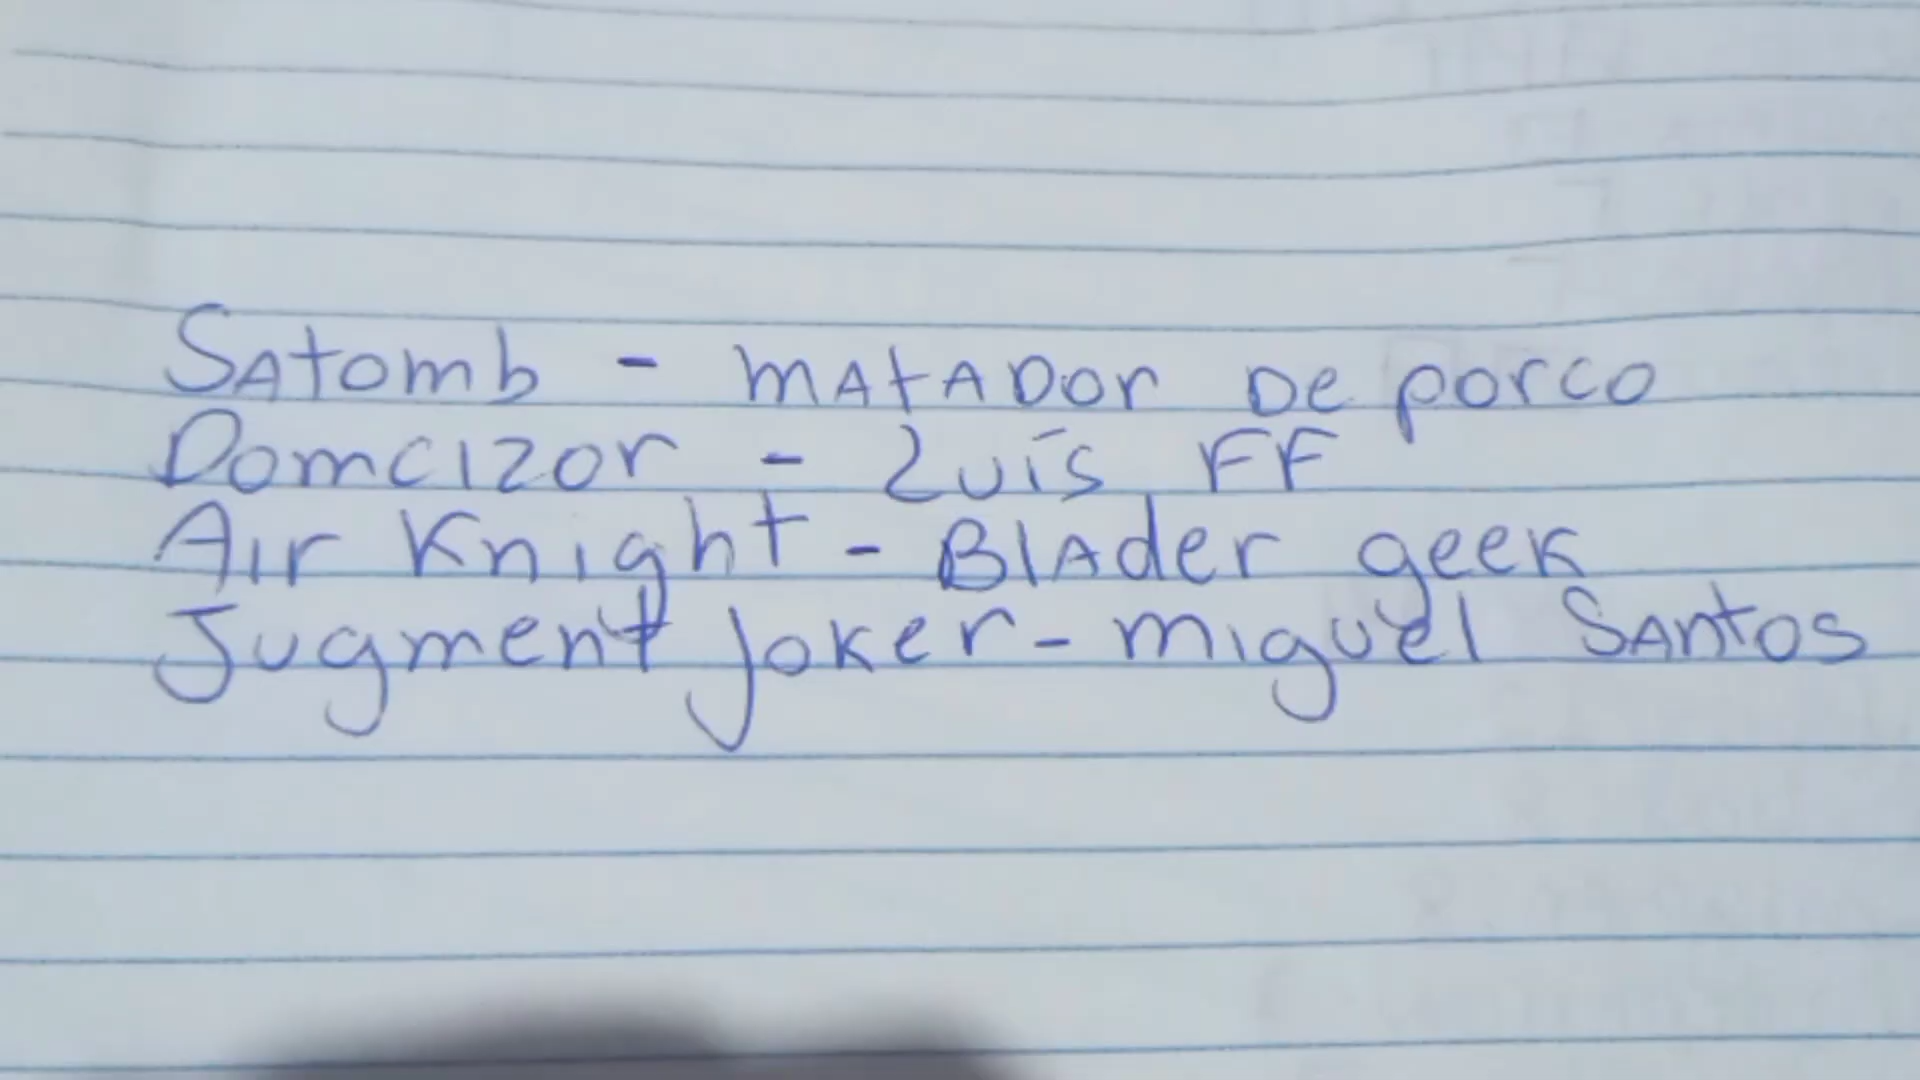 Satomb - matador de porco
Domcizor - Luis FF
Air Knight - Blader geek
Jugment joker - miguel Santos